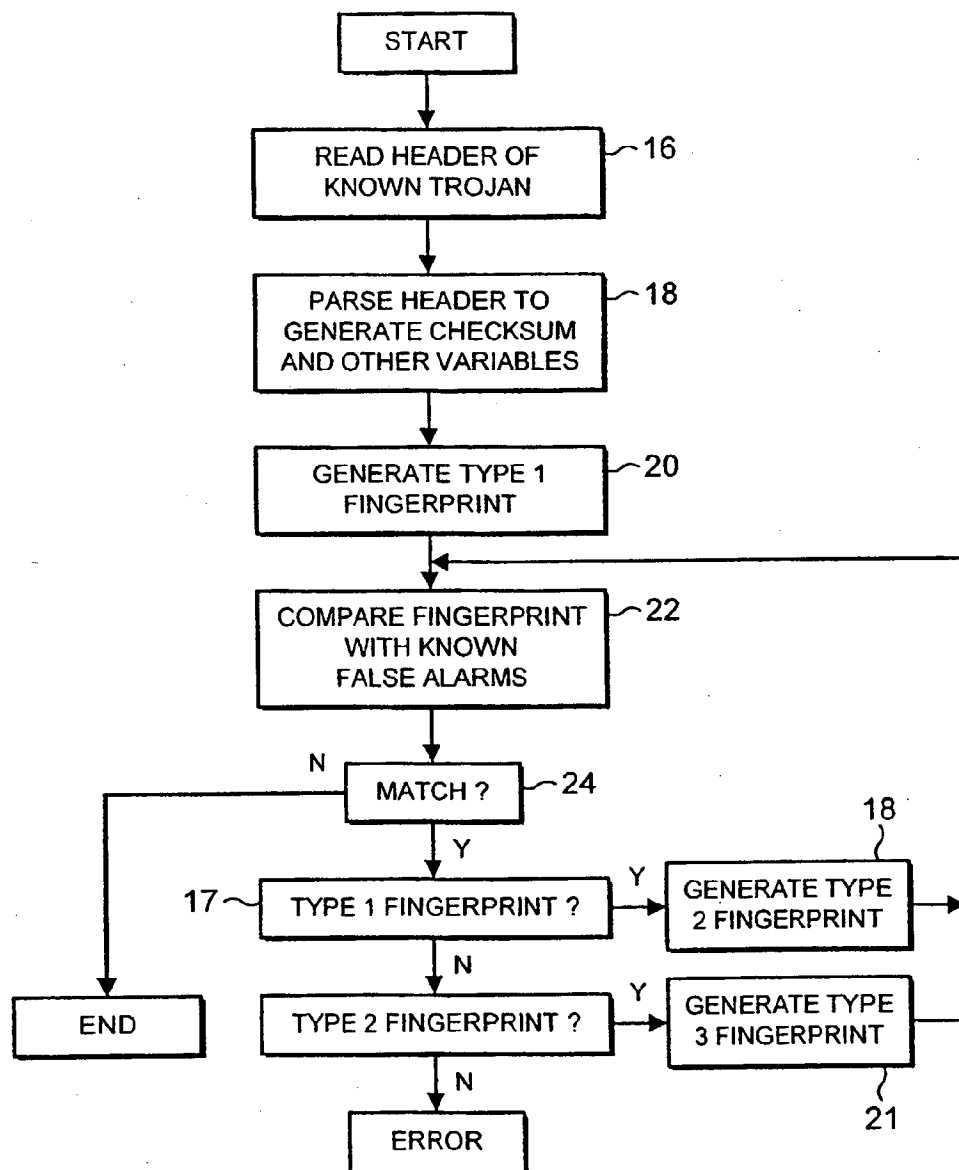 START
READ HEADER OF
KNOWN TROJAN
16
PARSE HEADER TO
GENERATE CHECKSUM
AND OTHER VARIABLES
18
GENERATE TYPE 1
FINGERPRINT
20
COMPARE FINGERPRINT
WITH KNOWN
FALSE ALARMS
22
N
MATCH ?
24
Y
17
TYPE 1 FINGERPRINT ?
Y
GENERATE TYPE
2 FINGERPRINT
18
N
END
TYPE 2 FINGERPRINT ?
Y
GENERATE TYPE
3 FINGERPRINT
21
N
ERROR